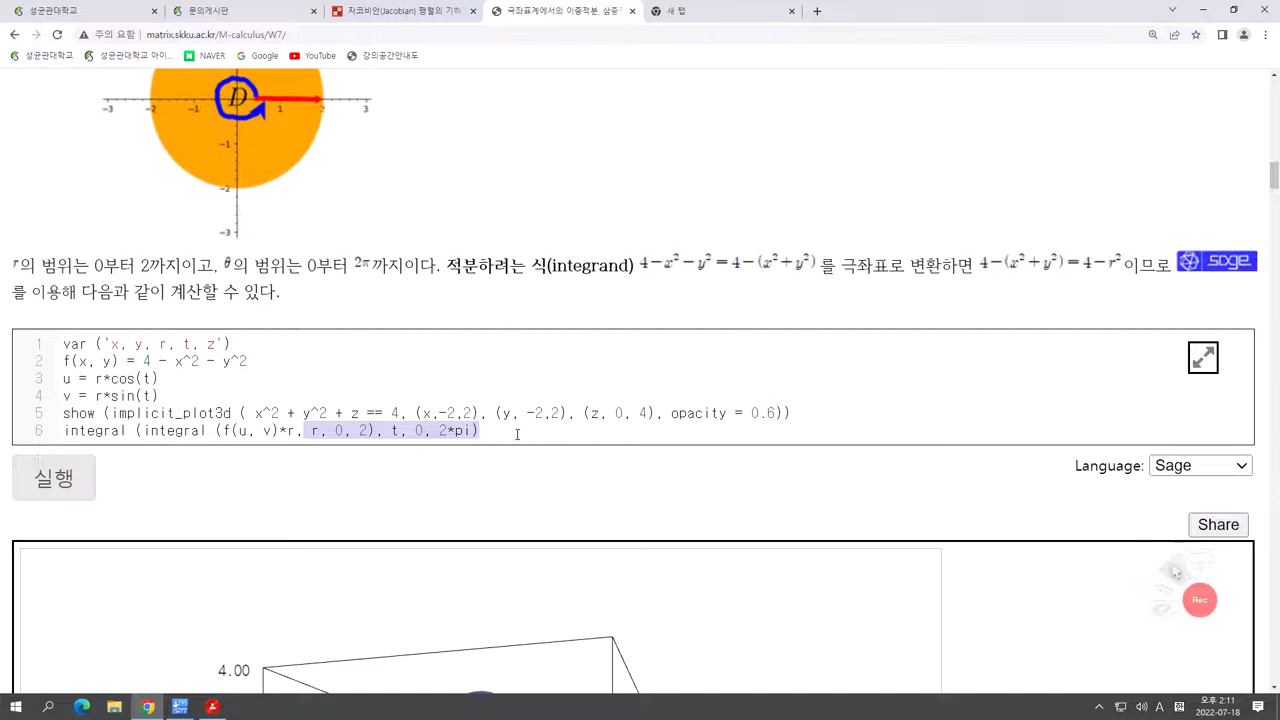 성균관대학교
문의게시판
자코비안(Jacobian) 행렬의 기하
극좌표계에서의 이중적분, 삼중
새 탭
주의 요함
matrix.skku.ac.kr/M-calculus/W7/
성균관대학교
성균관대학교 아이...
NAVER
Google
YouTube
강의공간안내도
D
-3
-2
-1
1
3
-1
-2
-3
r의 범위는 0부터 2까지이고, θ의 범위는 0부터 2π까지이다. 적분하려는 식(integrand) 4−x²−y²=4−(x²+y²)를 극좌표로 변환하면 4−(x²+y²)=4−r²이므로 sage
를 이용해 다음과 같이 계산할 수 있다.
1 var ('x, y, r, t, z')
2 f(x, y) = 4 - x^2 - y^2
3 u = r*cos(t)
4 v = r*sin(t)
5 show (implicit_plot3d ( x^2 + y^2 + z == 4, (x,-2,2), (y, -2,2), (z, 0, 4), opacity = 0.6))
6 integral (integral (f(u, v)*r, r, 0, 2), t, 0, 2*pi)
실행
Language: Sage
Share
Rec
4.00
A
한
오후 2:11
2022-07-18